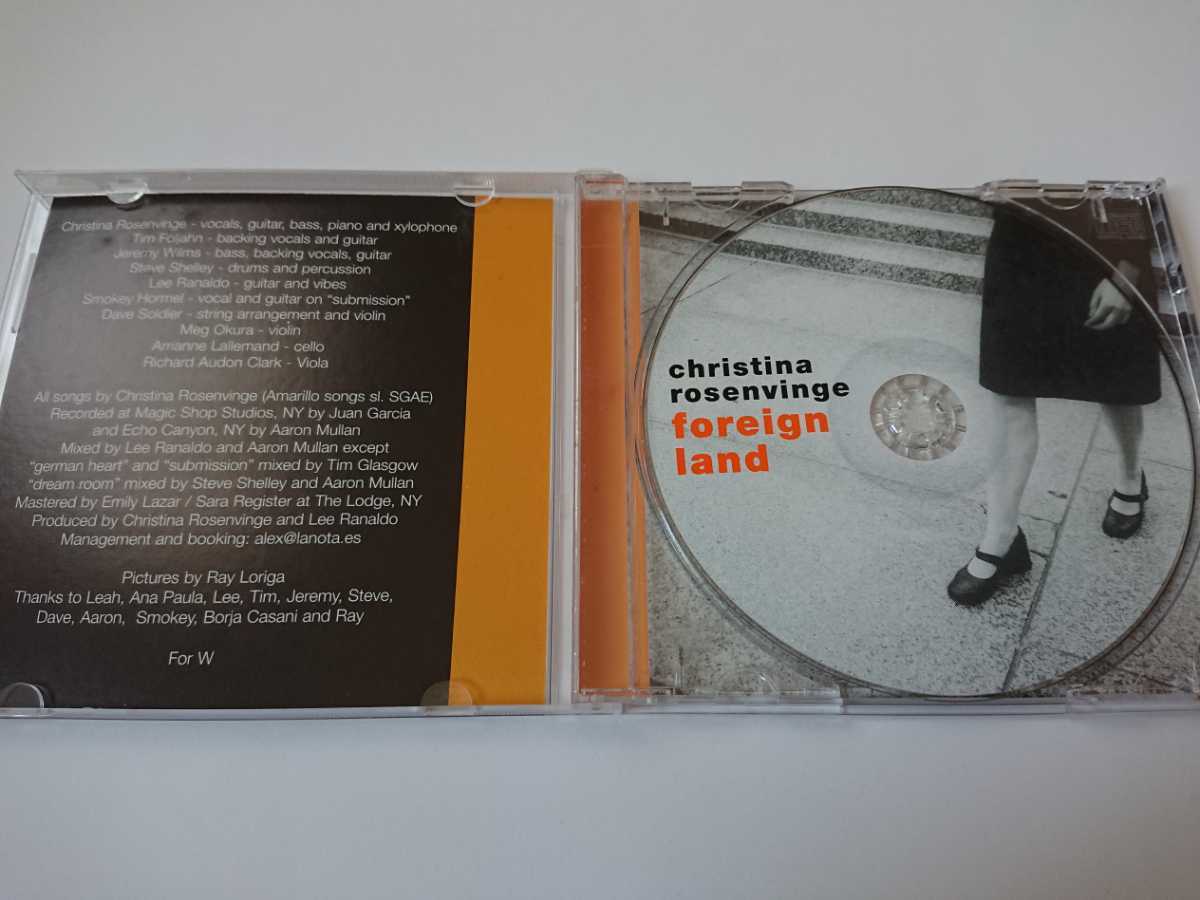 Christina Rosenvinge - vocals, guitar, bass, piano and xylophone
Tim Foljahn - backing vocals and guitar
Jeremy Wilms - bass, backing vocals, guitar
Steve Shelley - drums and percussion
Lee Ranaldo - guitar and vibes
Smokey Hormel - vocal and guitar on "submission"
Dave Soldier - string arrangement and violin
Meg Okura - violin
Arrianne Lallemand - cello
Richard Audon Clark - Viola
All songs by Christina Rosenvinge (Amarillo songs sl. SGAE)
Recorded at Magic Shop Studios, NY by Juan Garcia
and Echo Canyon, NY by Aaron Mullan
Mixed by Lee Ranaldo and Aaron Mullan except
"german heart" and "submission" mixed by Tim Glasgow
"dream room" mixed by Steve Shelley and Aaron Mullan
Mastered by Emily Lazar / Sara Register at The Lodge, NY
Produced by Christina Rosenvinge and Lee Ranaldo
Management and booking: alex@lanota.es
Pictures by Ray Loriga
Thanks to Leah, Ana Paula, Lee, Tim, Jeremy, Steve,
Dave, Aaron, Smokey, Borja Casani and Ray
For W
christina
rosenvinge
foreign
land